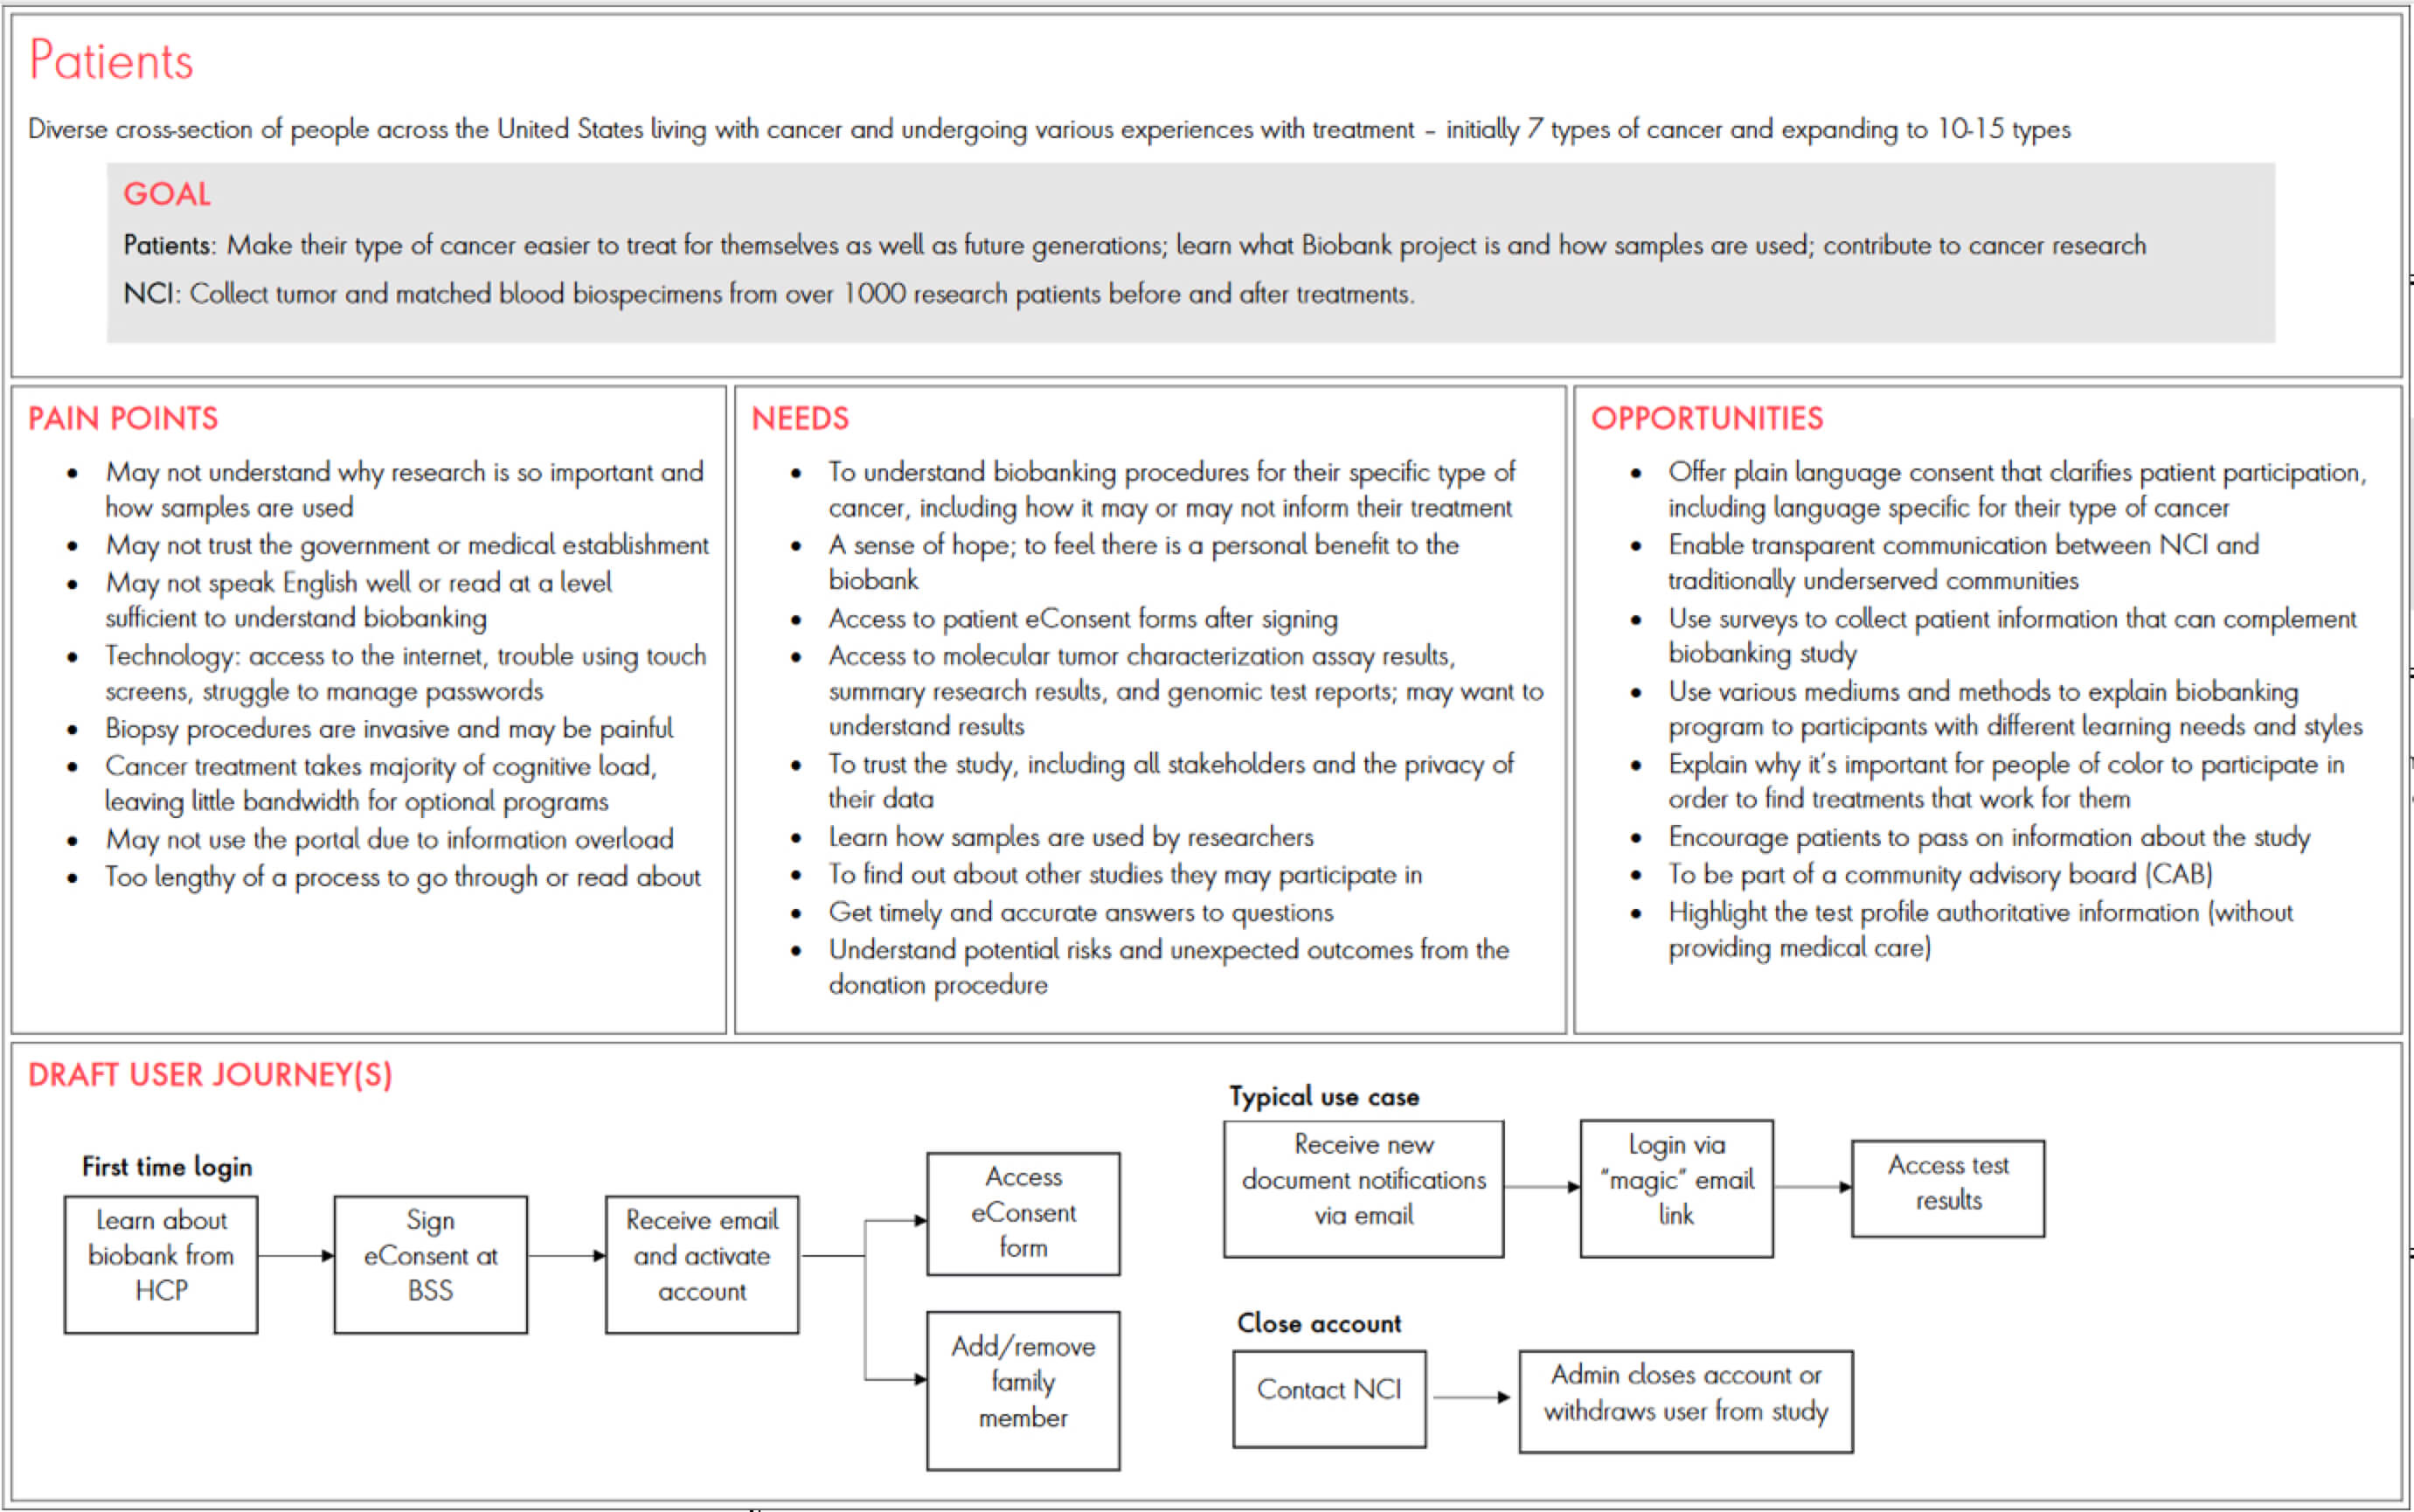 Patients
Diverse cross-section of people across the United States living with cancer and undergoing various experiences with treatment – initially 7 types of cancer and expanding to 10-15 types
GOAL
Patients: Make their type of cancer easier to treat for themselves as well as future generations; learn what Biobank project is and how samples are used; contribute to cancer research
NCI: Collect tumor and matched blood biospecimens from over 1000 research patients before and after treatments.
PAIN POINTS
• May not understand why research is so important and
how samples are used
• May not trust the government or medical establishment
• May not speak English well or read at a level
sufficient to understand biobanking
• Technology: access to the internet, trouble using touch
screens, struggle to manage passwords
• Biopsy procedures are invasive and may be painful
• Cancer treatment takes majority of cognitive load,
leaving little bandwidth for optional programs
• May not use the portal due to information overload
• Too lengthy of a process to go through or read about
NEEDS
• To understand biobanking procedures for their specific type of
cancer, including how it may or may not inform their treatment
• A sense of hope; to feel there is a personal benefit to the
biobank
• Access to patient eConsent forms after signing
• Access to molecular tumor characterization assay results,
summary research results, and genomic test reports; may want to
understand results
• To trust the study, including all stakeholders and the privacy of
their data
• Learn how samples are used by researchers
• To find out about other studies they may participate in
• Get timely and accurate answers to questions
• Understand potential risks and unexpected outcomes from the
donation procedure
OPPORTUNITIES
• Offer plain language consent that clarifies patient participation,
including language specific for their type of cancer
• Enable transparent communication between NCI and
traditionally underserved communities
• Use surveys to collect patient information that can complement
biobanking study
• Use various mediums and methods to explain biobanking
program to participants with different learning needs and styles
• Explain why it's important for people of color to participate in
order to find treatments that work for them
• Encourage patients to pass on information about the study
• To be part of a community advisory board (CAB)
• Highlight the test profile authoritative information (without
providing medical care)
DRAFT USER JOURNEY(S)
First time login
Learn about
biobank from
HCP
Sign
eConsent at
BSS
Receive email
and activate
account
Access
eConsent
form
Add/remove
family
member
Typical use case
Receive new
document notifications
via email
Login via
"magic" email
link
Access test
results
Close account
Contact NCI
Admin closes account or
withdraws user from study